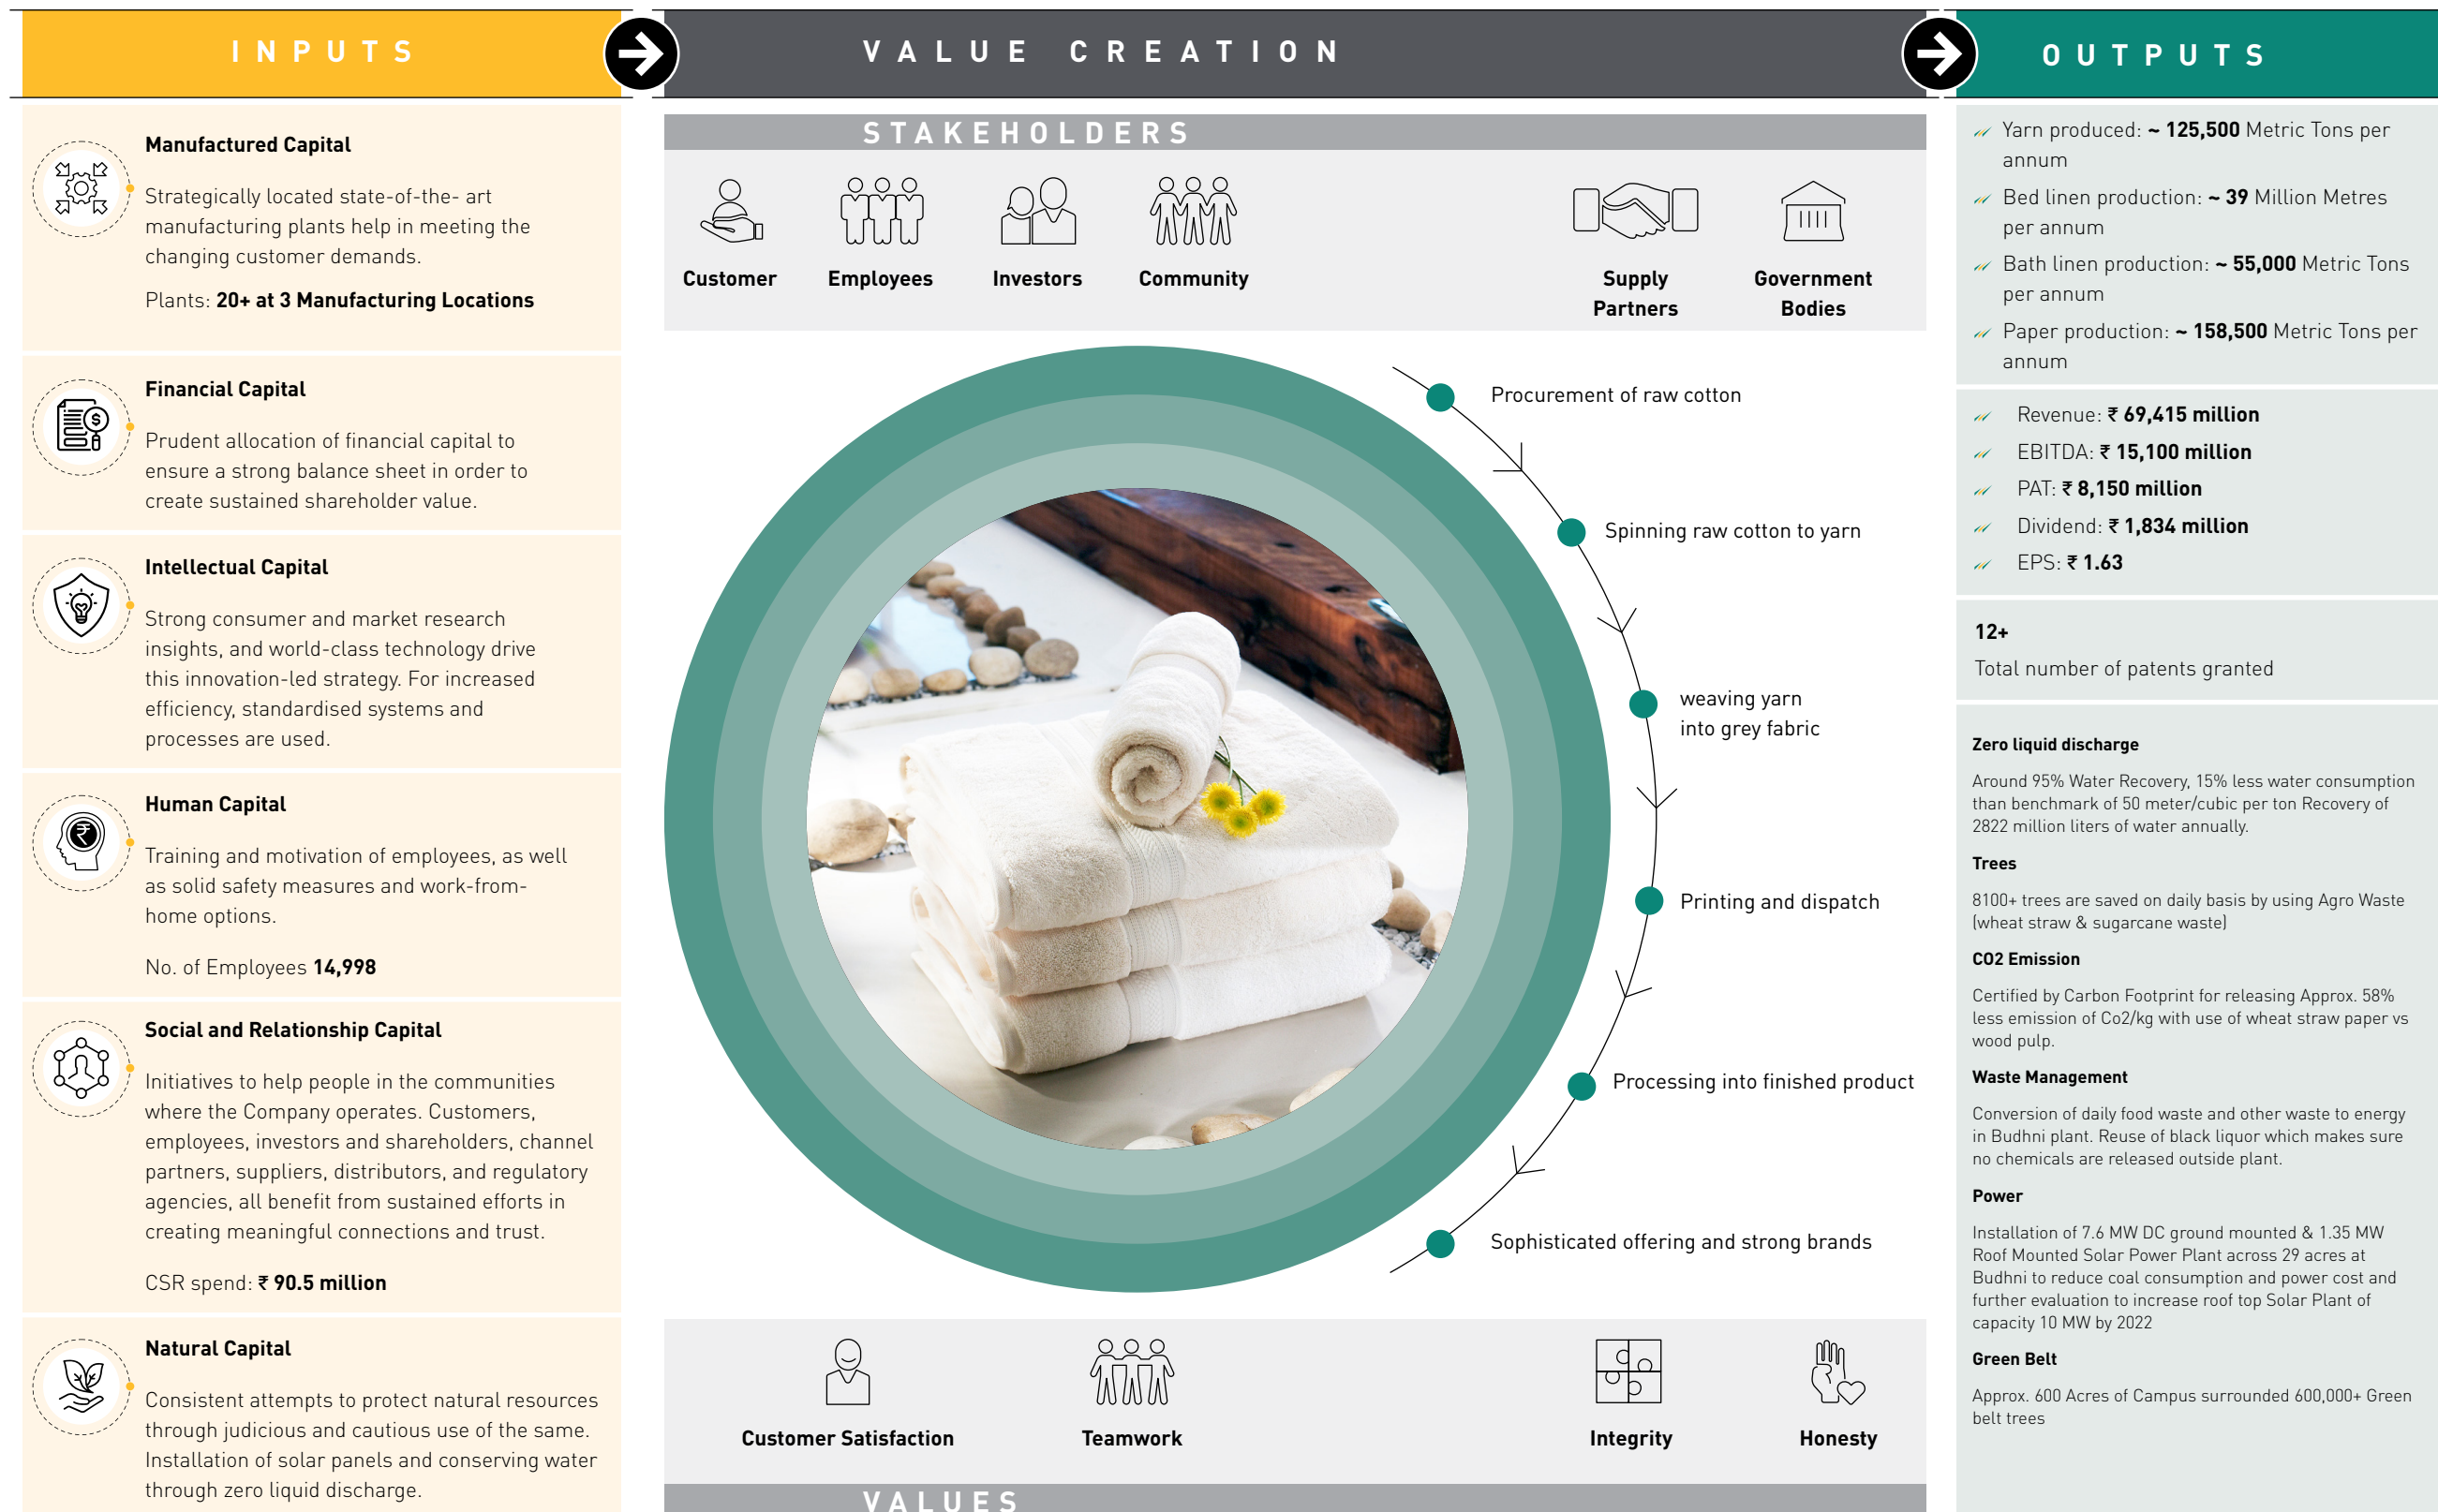 INPUTS
Manufactured Capital
Strategically located state-of-the- art
manufacturing plants help in meeting the
changing customer demands.
Plants: 20+ at 3 Manufacturing Locations
Financial Capital
Prudent allocation of financial capital to
ensure a strong balance sheet in order to
create sustained shareholder value.
Intellectual Capital
Strong consumer and market research
insights, and world-class technology drive
this innovation-led strategy. For increased
efficiency, standardised systems and
processes are used.
Human Capital
Training and motivation of employees, as well
as solid safety measures and work-from-
home options.
No. of Employees 14,998
Social and Relationship Capital
Initiatives to help people in the communities
where the Company operates. Customers,
employees, investors and shareholders, channel
partners, suppliers, distributors, and regulatory
agencies, all benefit from sustained efforts in
creating meaningful connections and trust.
CSR spend: ₹ 90.5 million
Natural Capital
Consistent attempts to protect natural resources
through judicious and cautious use of the same.
Installation of solar panels and conserving water
through zero liquid discharge.
VALUE CREATION
STAKEHOLDERS
Customer
Employees
Investors
Community
Supply
Partners
Government
Bodies
Procurement of raw cotton
Spinning raw cotton to yarn
weaving yarn
into grey fabric
Printing and dispatch
Processing into finished product
Sophisticated offering and strong brands
Customer Satisfaction
Teamwork
Integrity
Honesty
VALUES
OUTPUTS
Yarn produced: ~ 125,500 Metric Tons per
annum
Bed linen production: ~ 39 Million Metres
per annum
Bath linen production: ~ 55,000 Metric Tons
per annum
Paper production: ~ 158,500 Metric Tons per
annum
Revenue: ₹ 69,415 million
EBITDA: ₹ 15,100 million
PAT: ₹ 8,150 million
Dividend: ₹ 1,834 million
EPS: ₹ 1.63
12+
Total number of patents granted
Zero liquid discharge
Around 95% Water Recovery, 15% less water consumption
than benchmark of 50 meter/cubic per ton Recovery of
2822 million liters of water annually.
Trees
8100+ trees are saved on daily basis by using Agro Waste
(wheat straw & sugarcane waste)
CO2 Emission
Certified by Carbon Footprint for releasing Approx. 58%
less emission of Co2/kg with use of wheat straw paper vs
wood pulp.
Waste Management
Conversion of daily food waste and other waste to energy
in Budhni plant. Reuse of black liquor which makes sure
no chemicals are released outside plant.
Power
Installation of 7.6 MW DC ground mounted & 1.35 MW
Roof Mounted Solar Power Plant across 29 acres at
Budhni to reduce coal consumption and power cost and
further evaluation to increase roof top Solar Plant of
capacity 10 MW by 2022
Green Belt
Approx. 600 Acres of Campus surrounded 600,000+ Green
belt trees